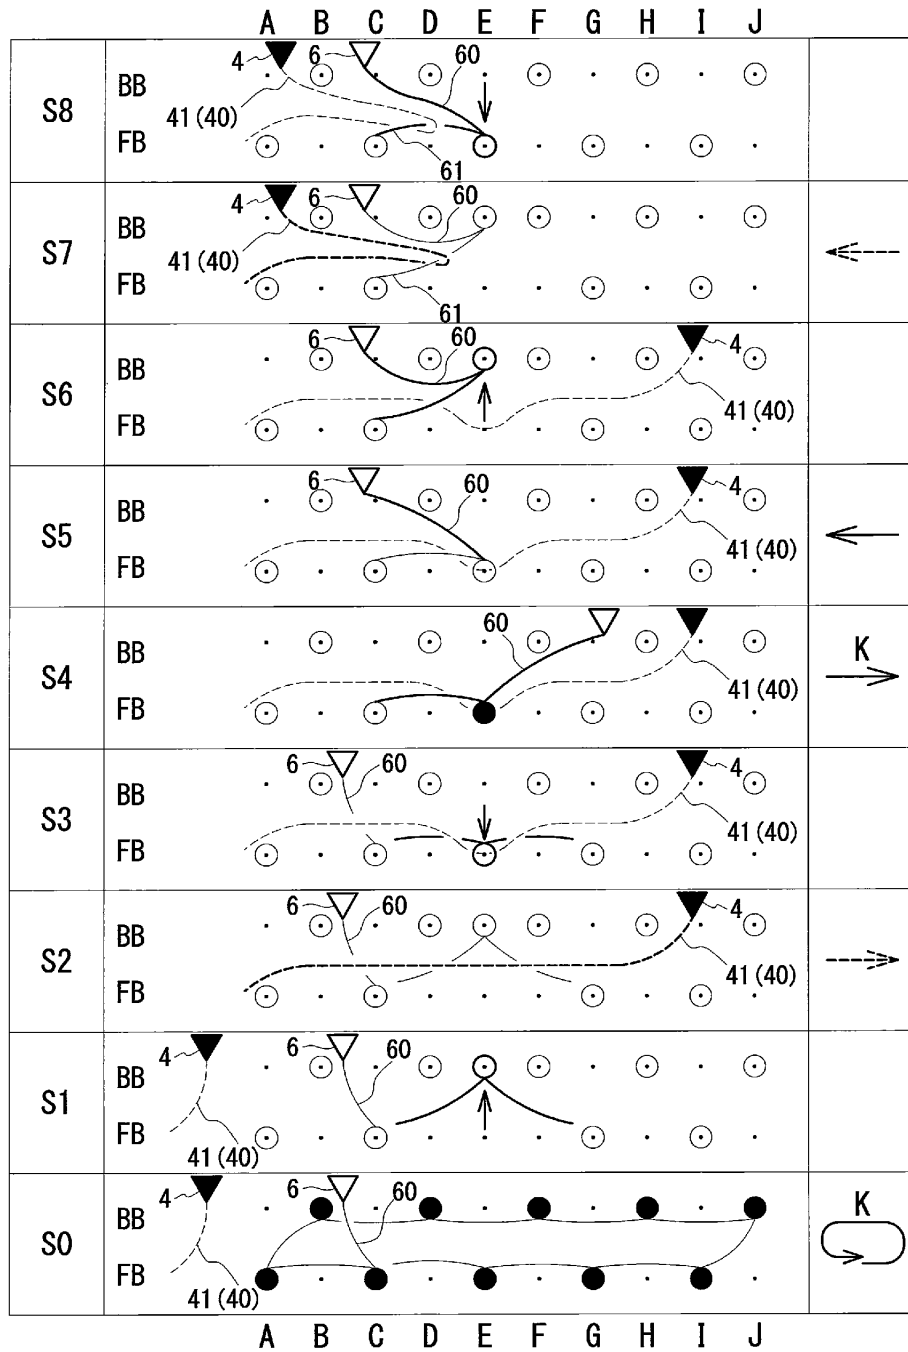 A B C D E F G H I J
S8 BB FB 4 6 60 41(40) 61
S7 BB FB 4 6 60 41(40) 61
S6 BB FB 6 60 4 41(40)
S5 BB FB 6 60 4 41(40)
S4 BB FB 60 41(40) K
S3 BB FB 6 60 4 41(40)
S2 BB FB 6 60 4 41(40)
S1 BB FB 4 6 60 41(40)
S0 BB FB 4 6 60 41(40) K
A B C D E F G H I J